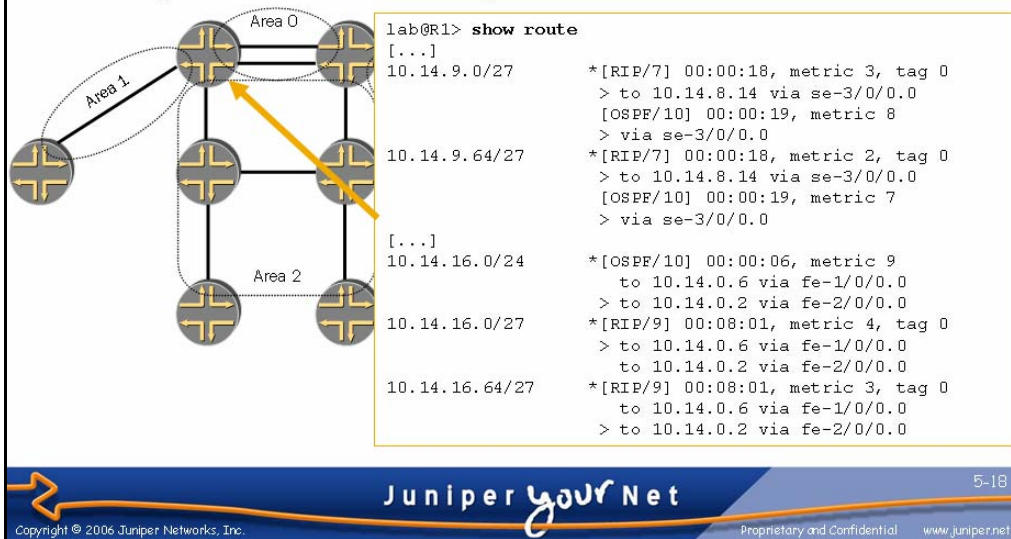 Area 0
Area 1
Area 2
lab@R1> show route
[...]
10.14.9.0/27 *[RIP/7] 00:00:18, metric 3, tag 0
> to 10.14.8.14 via se-3/0/0.0
[OSPF/10] 00:00:19, metric 8
> via se-3/0/0.0
10.14.9.64/27 *[RIP/7] 00:00:18, metric 2, tag 0
> to 10.14.8.14 via se-3/0/0.0
[OSPF/10] 00:00:19, metric 7
> via se-3/0/0.0
[...]
10.14.16.0/24 *[OSPF/10] 00:00:06, metric 9
to 10.14.0.6 via fe-1/0/0.0
> to 10.14.0.2 via fe-2/0/0.0
10.14.16.0/27 *[RIP/9] 00:08:01, metric 4, tag 0
> to 10.14.0.6 via fe-1/0/0.0
to 10.14.0.2 via fe-2/0/0.0
10.14.16.64/27 *[RIP/9] 00:08:01, metric 3, tag 0
to 10.14.0.6 via fe-1/0/0.0
> to 10.14.0.2 via fe-2/0/0.0
Juniper your Net
5-18
Copyright © 2006 Juniper Networks, Inc.
Proprietary and Confidential www.juniper.net